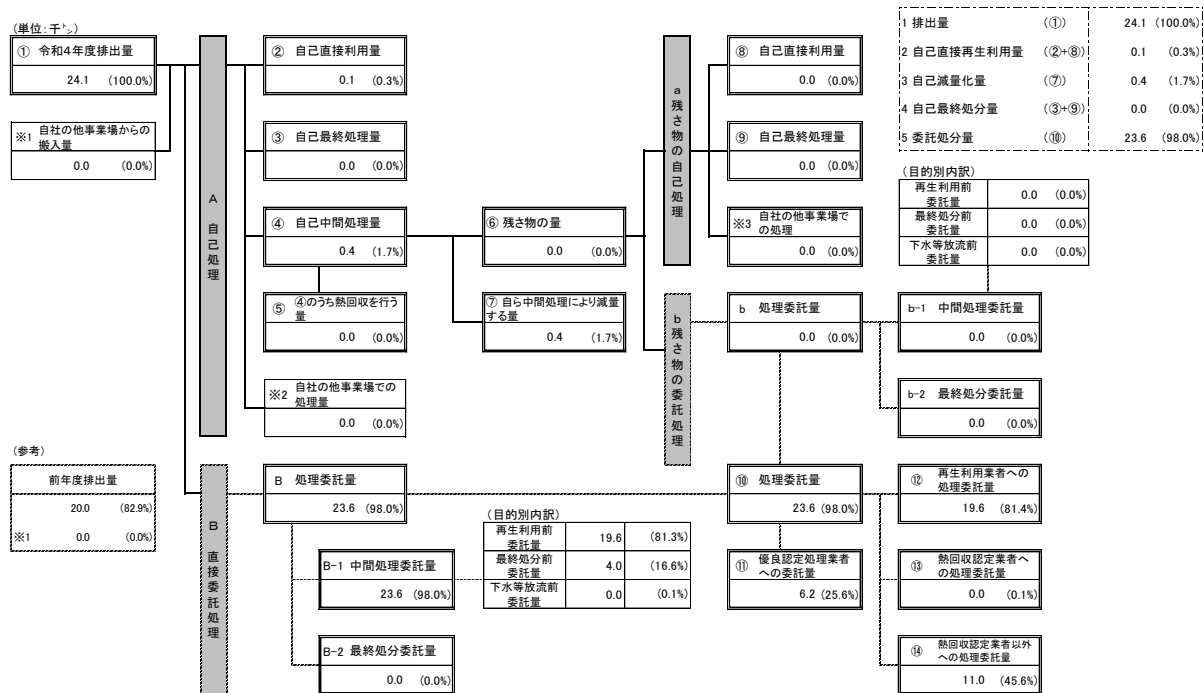 (単位:千㌧)
① 令和4年度排出量
24.1 (100.0%)
※1 自社の他事業場からの
搬入量
0.0 (0.0%)
A 自己処理
② 自己直接利用量
0.1 (0.3%)
③ 自己最終処理量
0.0 (0.0%)
④ 自己中間処理量
0.4 (1.7%)
⑤ ④のうち熱回収を行う
量
0.0 (0.0%)
※2 自社の他事業場での
処理量
0.0 (0.0%)
⑥ 残さ物の量
0.0 (0.0%)
⑦ 自ら中間処理により減量
する量
0.4 (1.7%)
a 残さ物の自己処理
⑧ 自己直接利用量
0.0 (0.0%)
⑨ 自己最終処理量
0.0 (0.0%)
※3 自社の他事業場で
の処理
0.0 (0.0%)
b 残さ物の委託処理
b 処理委託量
0.0 (0.0%)
1 排出量 (①) 24.1 (100.0%)
2 自己直接再生利用量 (②+⑧) 0.1 (0.3%)
3 自己減量化量 (⑦) 0.4 (1.7%)
4 自己最終処分量 (③+⑨) 0.0 (0.0%)
5 委託処分量 (⑩) 23.6 (98.0%)
(目的別内訳)
再生利用前
委託量 0.0 (0.0%)
最終処分前
委託量 0.0 (0.0%)
下水等放流前
委託量 0.0 (0.0%)
b-1 中間処理委託量
0.0 (0.0%)
b-2 最終処分委託量
0.0 (0.0%)
(参考)
前年度排出量
20.0 (82.9%)
※1 0.0 (0.0%)
B 直接委託処理
B 処理委託量
23.6 (98.0%)
B-1 中間処理委託量
23.6 (98.0%)
B-2 最終処分委託量
0.0 (0.0%)
(目的別内訳)
再生利用前
委託量 19.6 (81.3%)
最終処分前
委託量 4.0 (16.6%)
下水等放流前
委託量 0.0 (0.1%)
⑩ 処理委託量
23.6 (98.0%)
⑪ 優良認定処理業者
への委託量
6.2 (25.6%)
⑫ 再生利用業者への
処理委託量
19.6 (81.4%)
⑬ 熱回収認定業者へ
の処理委託量
0.0 (0.1%)
⑭ 熱回収認定業者以外
への処理委託量
11.0 (45.6%)